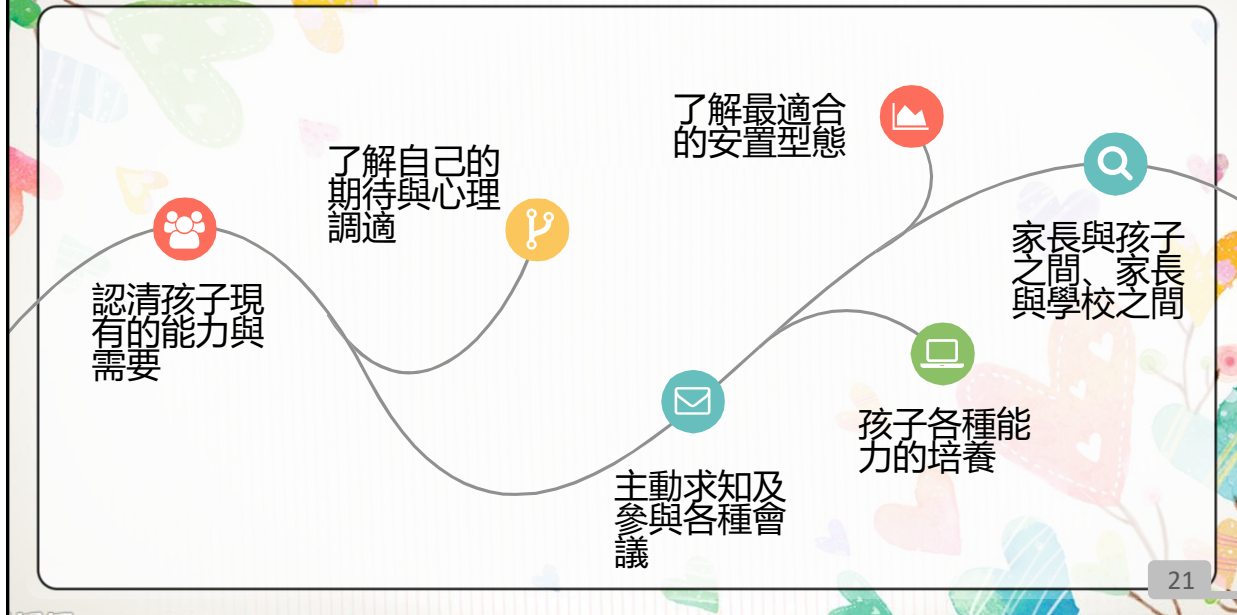 認清孩子現
有的能力與
需要
了解自己的
期待與心理
調適
主動求知及
參與各種會
議
了解最適合
的安置型態
孩子各種能
力的培養
家長與孩子
之間、家長
與學校之間
21